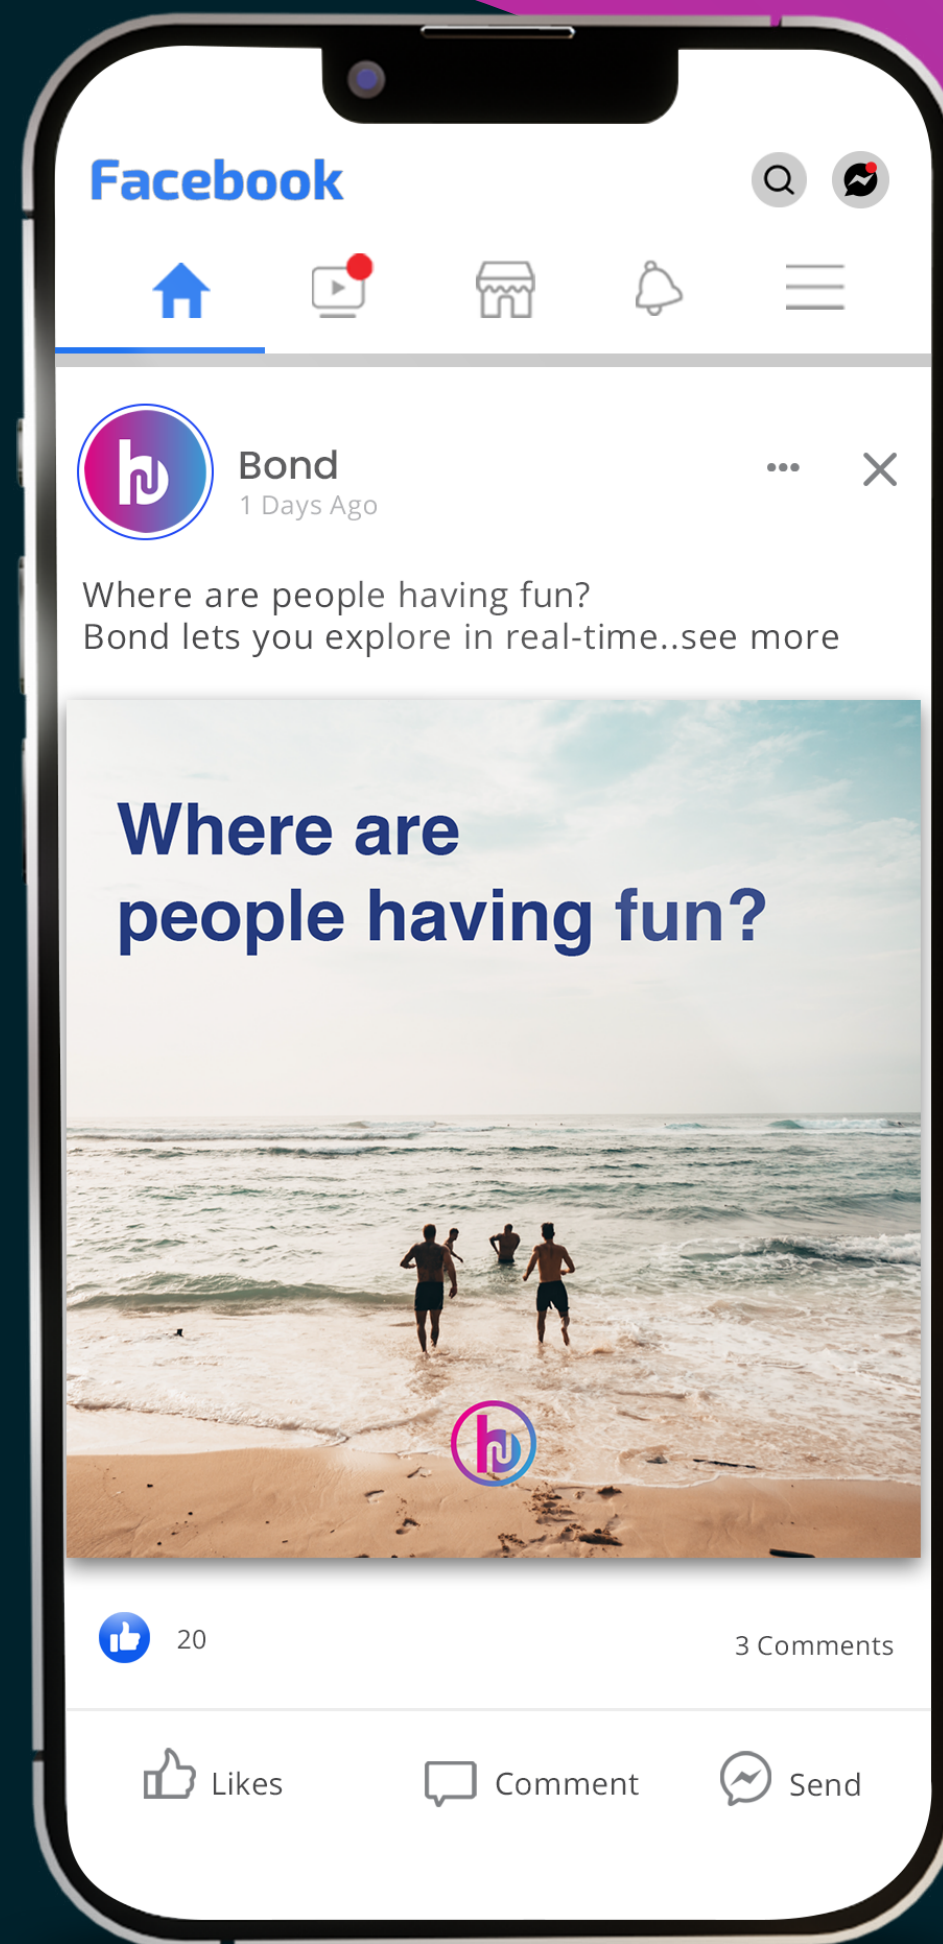 Facebook
Bond
1 Days Ago
Where are people having fun?
Bond lets you explore in real-time..see more
Where are
people having fun?
20
3 Comments
Likes
Comment
Send